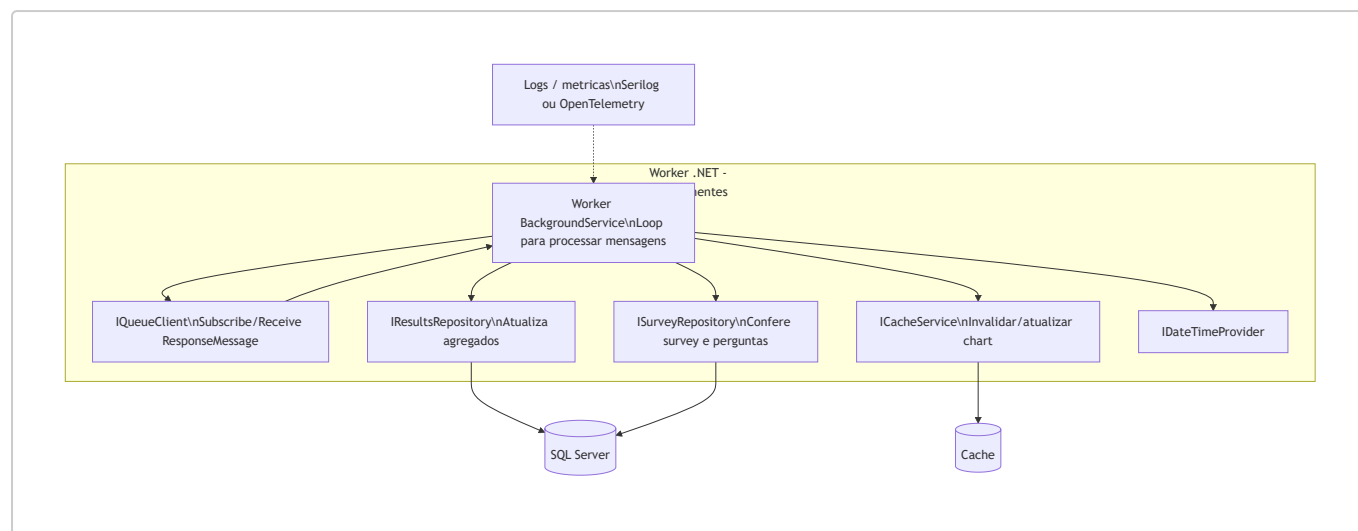 Logs / metricas\nSerilog
ou OpenTelemetry
Worker .NET -
nentes
Worker
BackgroundService\nLoop
para processar mensagens
IQueueClient\nSubscribe/Receive
ResponseMessage
IResultsRepository\nAtualiza
agregados
ISurveyRepository\nConfere
survey e perguntas
ICacheService\nInvalidar/atualizar
chart
IDateTimeProvider
SQL Server
Cache